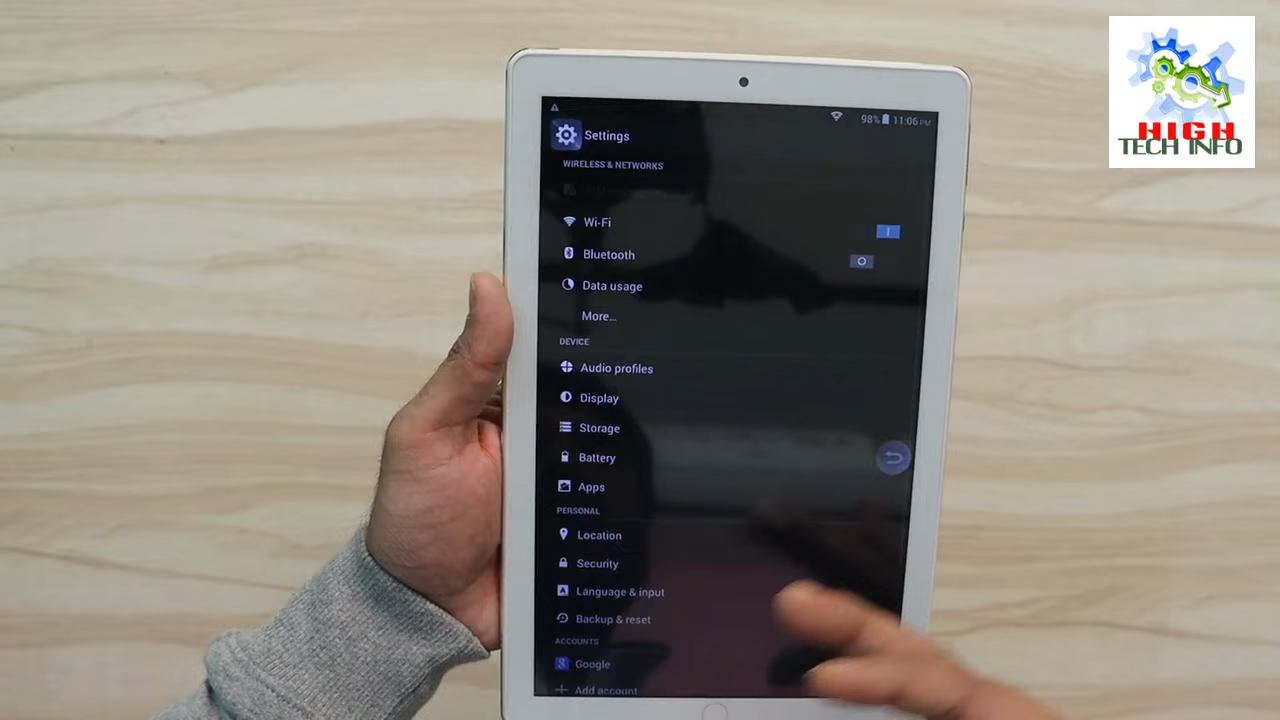 HIGH
TECH INFO
98% 11:06 PM
Settings
WIRELESS & NETWORKS
Wi-Fi
Bluetooth
Data usage
More...
DEVICE
Audio profiles
Display
Storage
Battery
Apps
PERSONAL
Location
Security
Language & input
Backup & reset
ACCOUNTS
Google
Add account